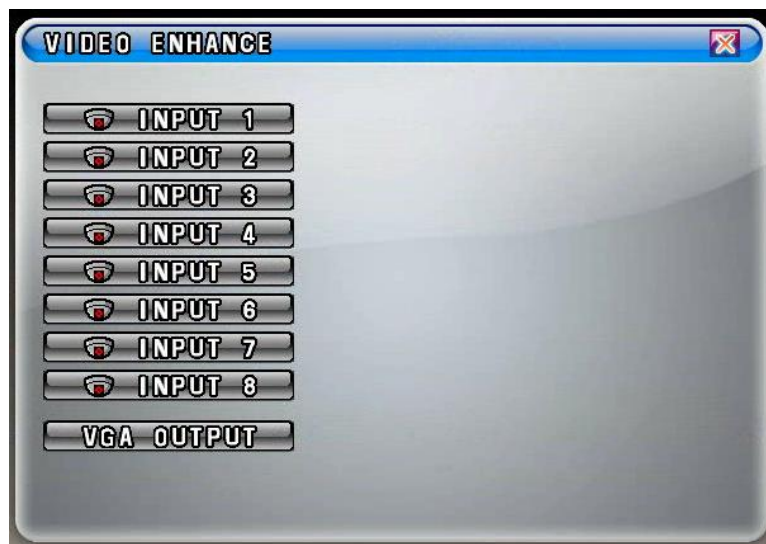 VIDEO ENHANCE
INPUT 1
INPUT 2
INPUT 3
INPUT 4
INPUT 5
INPUT 6
INPUT 7
INPUT 8
VGA OUTPUT